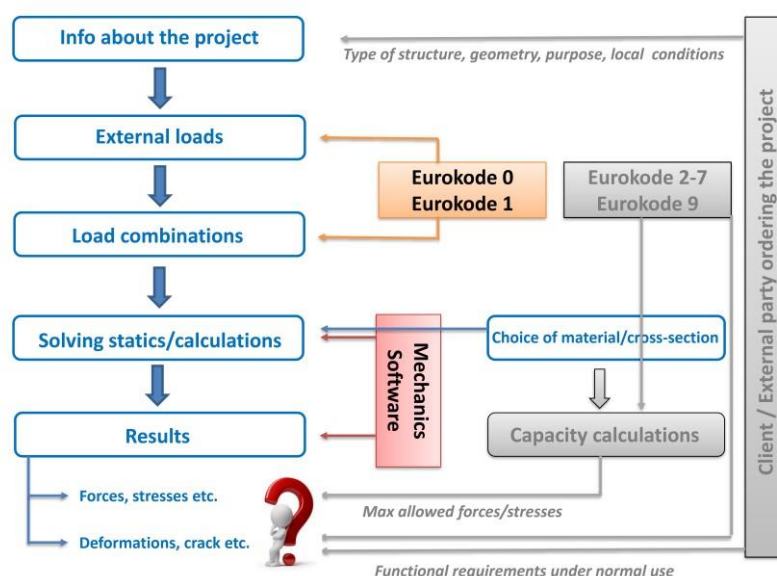 Info about the project
Type of structure, geometry, purpose, local conditions
External loads
Eurokode 0
Eurokode 1
Eurokode 2-7
Eurokode 9
Load combinations
Solving statics/calculations
Mechanics
Software
Choice of material/cross-section
Results
Capacity calculations
Forces, stresses etc.
Max allowed forces/stresses
Deformations, crack etc.
Functional requirements under normal use
Client / External party ordering the project